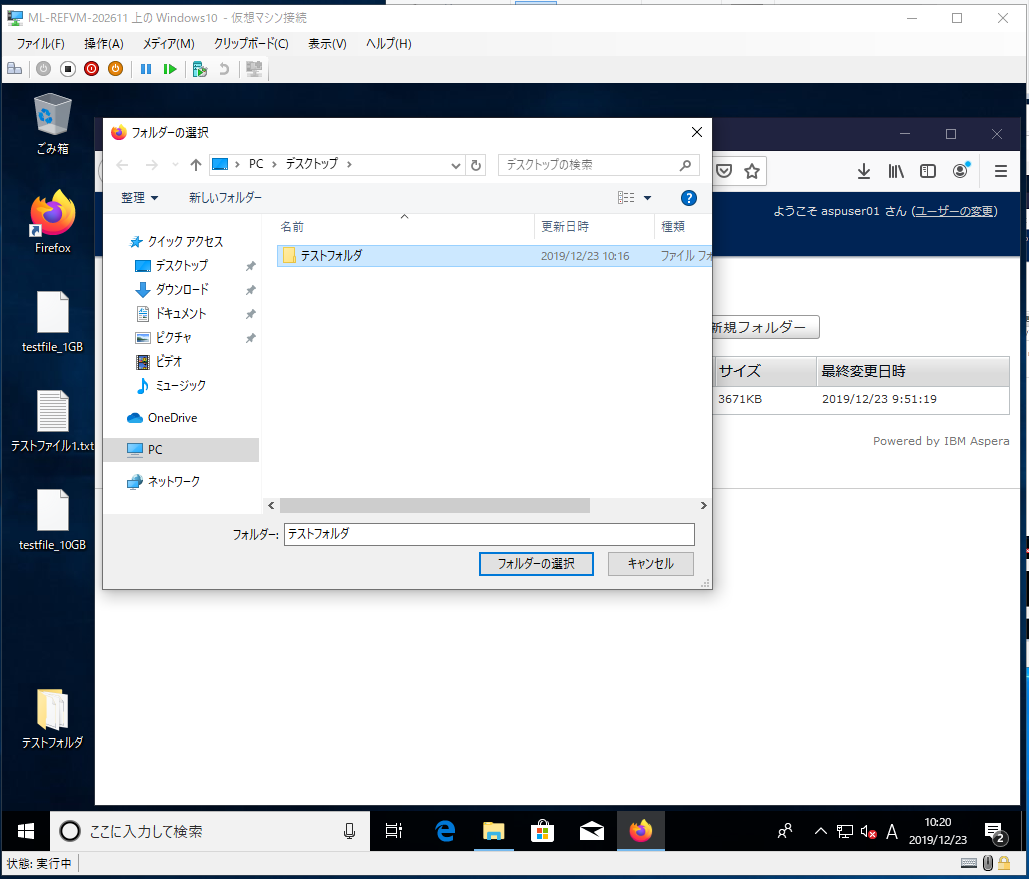 ML-REFVM-202611 上の Windows10 - 仮想マシン接続
ファイル(F) 操作(A) メディア(M) クリップボード(C) 表示(V) ヘルプ(H)
ごみ箱
Firefox
testfile_1GB
テストファイル1.txt
testfile_10GB
テストフォルダ
フォルダーの選択
PC デスクトップ
デスクトップの検索
整理 新しいフォルダー
クイック アクセス
デスクトップ
ダウンロード
ドキュメント
ピクチャ
ビデオ
ミュージック
OneDrive
PC
ネットワーク
名前 更新日時 種類
テストフォルダ 2019/12/23 10:16 ファイル フォ
フォルダー: テストフォルダ
フォルダーの選択 キャンセル
ようこそ aspuser01 さん (ユーザーの変更)
新規フォルダー
サイズ 最終変更日時
3671KB 2019/12/23 9:51:19
Powered by IBM Aspera
ここに入力して検索
A
10:20
2019/12/23
2
状態: 実行中